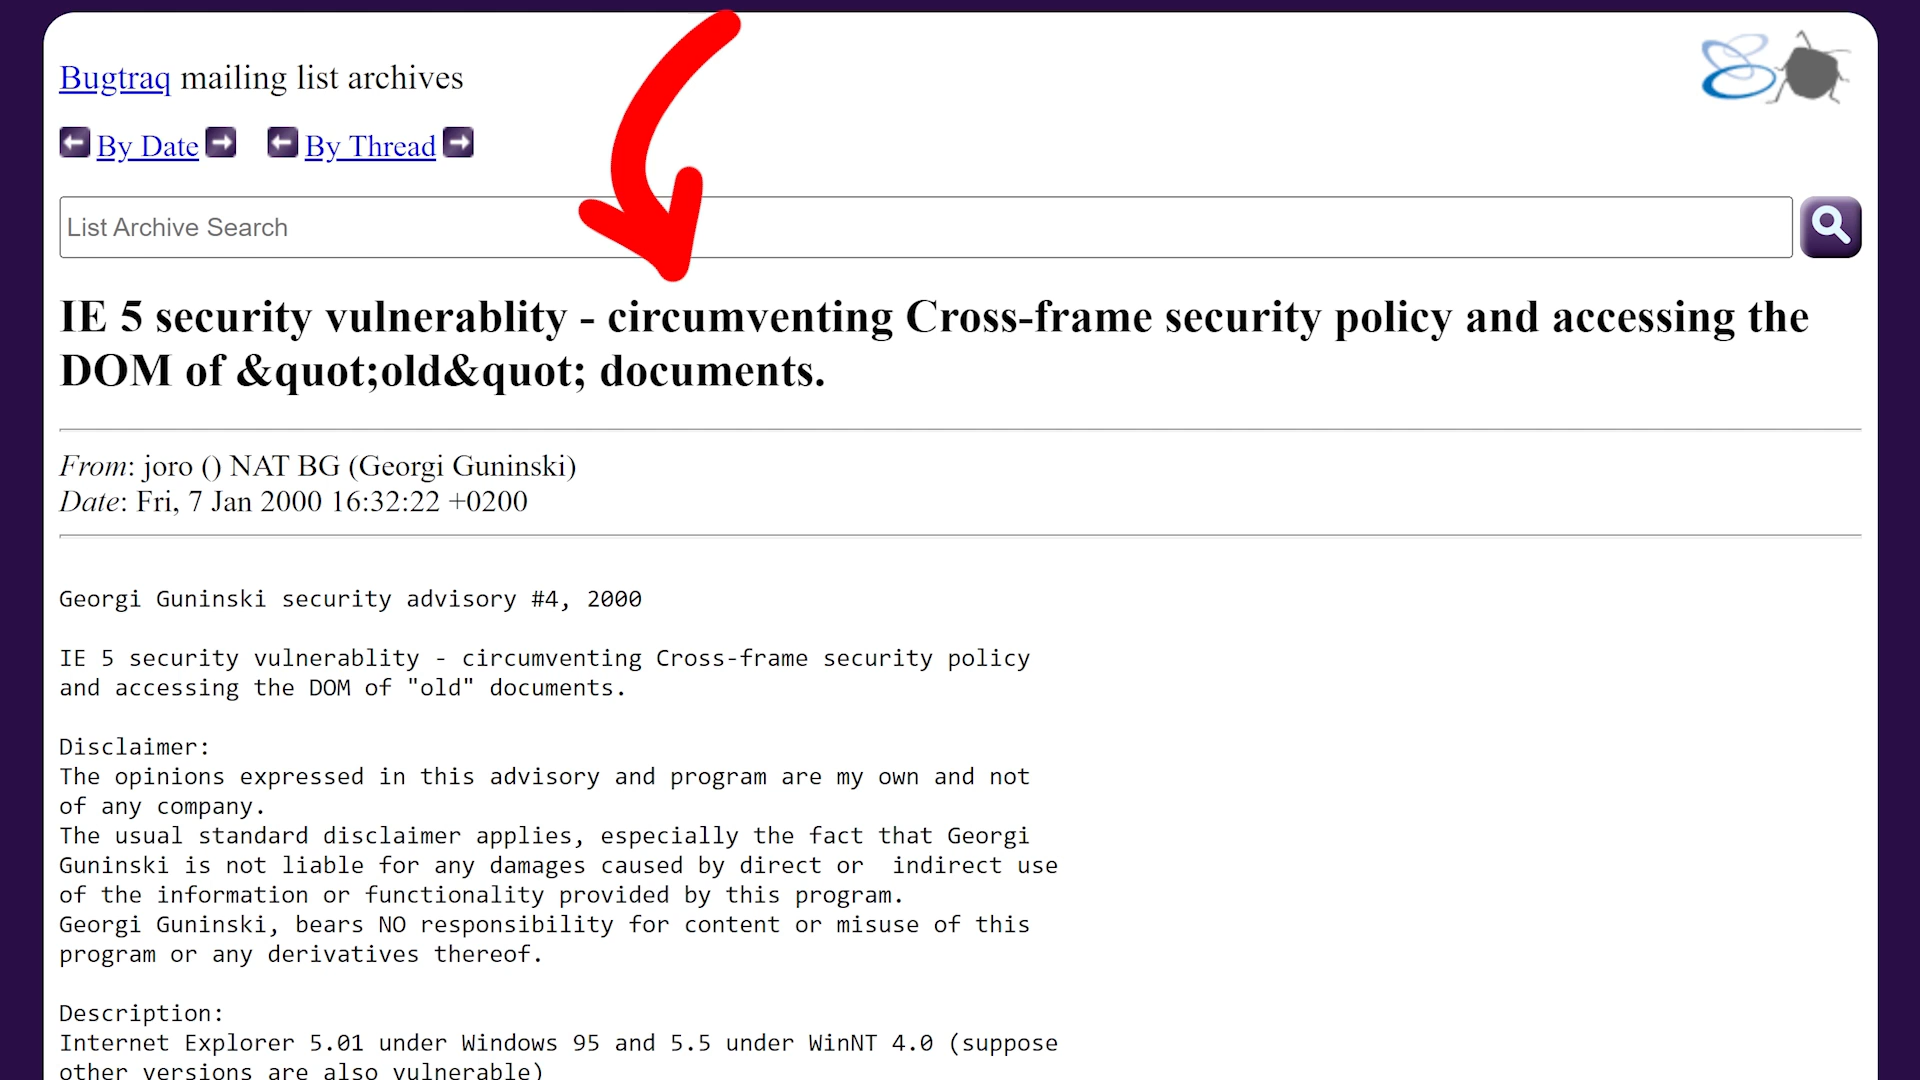 Bugtraq mailing list archives
By Date By Thread
List Archive Search
IE 5 security vulnerablity - circumventing Cross-frame security policy and accessing the
DOM of &quot;old&quot; documents.
From: joro () NAT BG (Georgi Guninski)
Date: Fri, 7 Jan 2000 16:32:22 +0200
Georgi Guninski security advisory #4, 2000
IE 5 security vulnerablity - circumventing Cross-frame security policy
and accessing the DOM of "old" documents.
Disclaimer:
The opinions expressed in this advisory and program are my own and not
of any company.
The usual standard disclaimer applies, especially the fact that Georgi
Guninski is not liable for any damages caused by direct or  indirect use
of the information or functionality provided by this program.
Georgi Guninski, bears NO responsibility for content or misuse of this
program or any derivatives thereof.
Description:
Internet Explorer 5.01 under Windows 95 and 5.5 under WinNT 4.0 (suppose
other versions are also vulnerable)